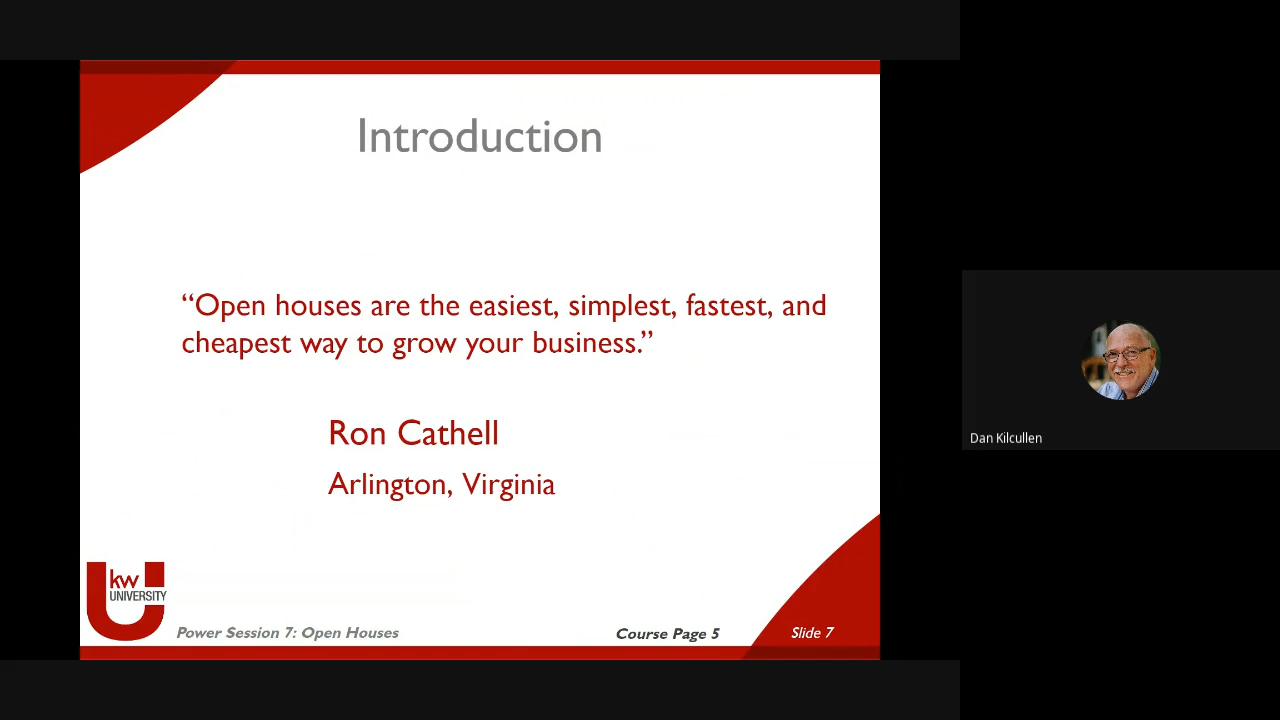 Introduction
“Open houses are the easiest, simplest, fastest, and
cheapest way to grow your business.”
Ron Cathell
Arlington, Virginia
kw
UNIVERSITY
Power Session 7: Open Houses
Course Page 5
Slide 7
Dan Kilcullen